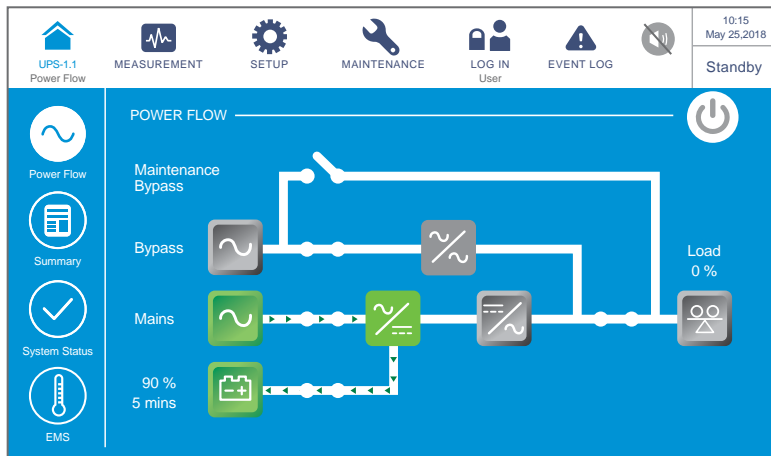 UPS-1.1
Power Flow
MEASUREMENT
SETUP
MAINTENANCE
LOG IN
User
EVENT LOG
10:15
May 25,2018
Standby
Power Flow
Summary
System Status
EMS
POWER FLOW
Maintenance
Bypass
Bypass
Mains
90 %
5 mins
Load
0 %